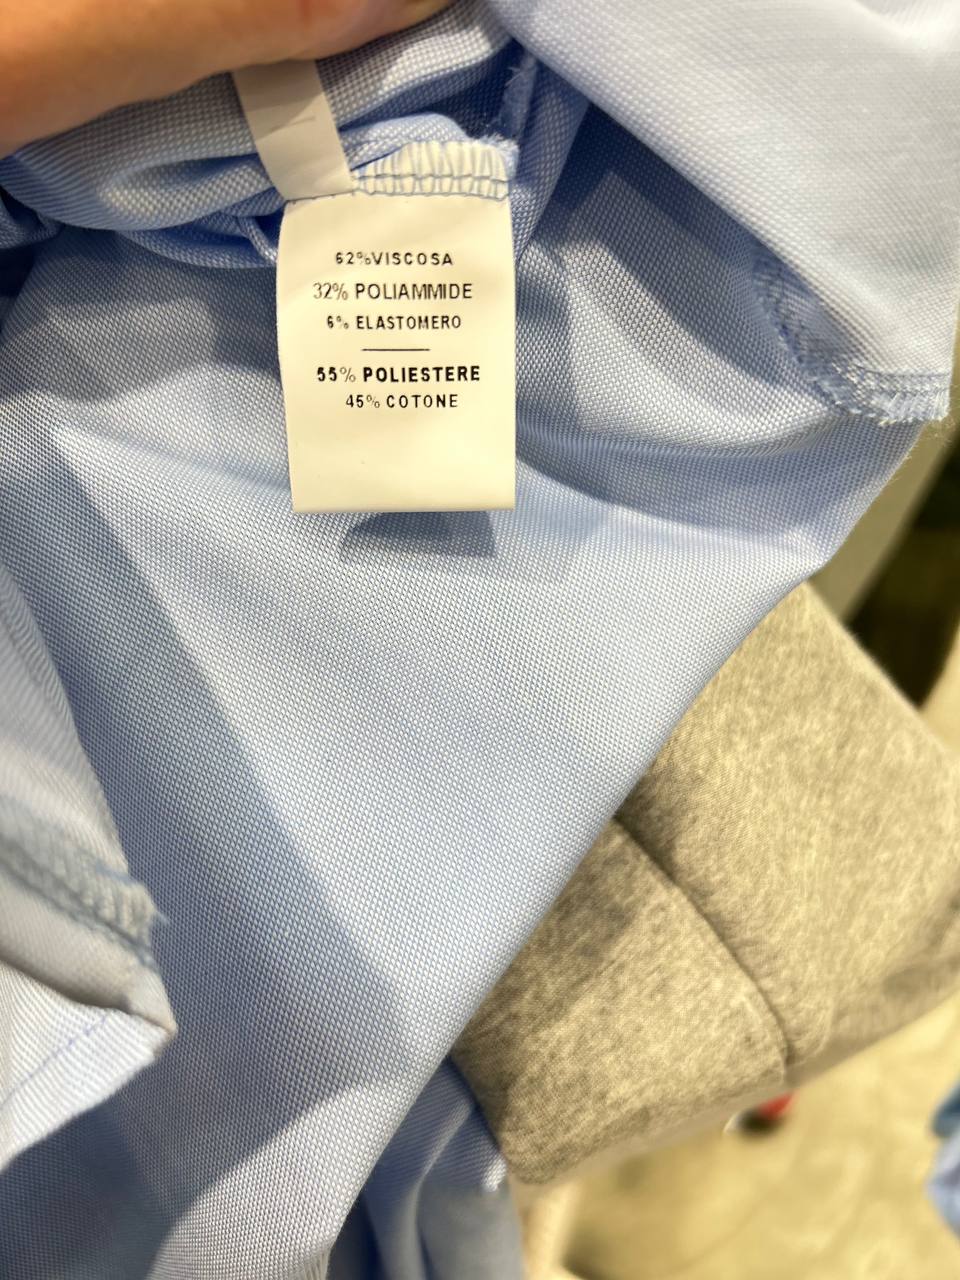 62%VISCOSA
32% POLIAMMIDE
6% ELASTOMERO
55% POLIESTERE
45% COTONE